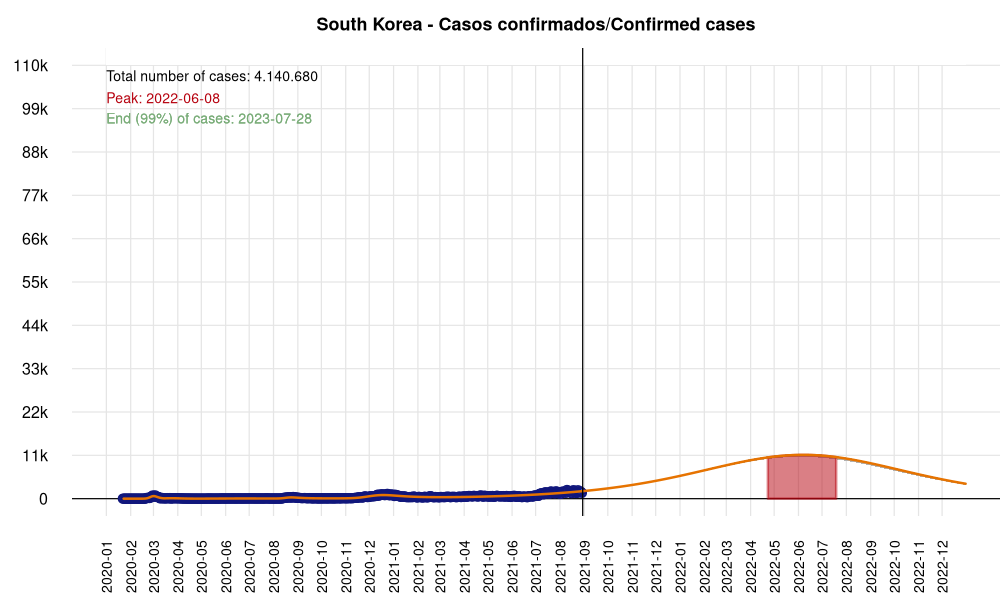 South Korea - Casos confirmados/Confirmed cases
Total number of cases: 4.140.680
Peak: 2022-06-08
End (99%) of cases: 2023-07-28
110k
99k
88k
77k
66k
55k
44k
33k
22k
11k
0
2020-01
2020-02
2020-03
2020-04
2020-05
2020-06
2020-07
2020-08
2020-09
2020-10
2020-11
2020-12
2021-01
2021-02
2021-03
2021-04
2021-05
2021-06
2021-07
2021-08
2021-09
2021-10
2021-11
2021-12
2022-01
2022-02
2022-03
2022-04
2022-05
2022-06
2022-07
2022-08
2022-09
2022-10
2022-11
2022-12